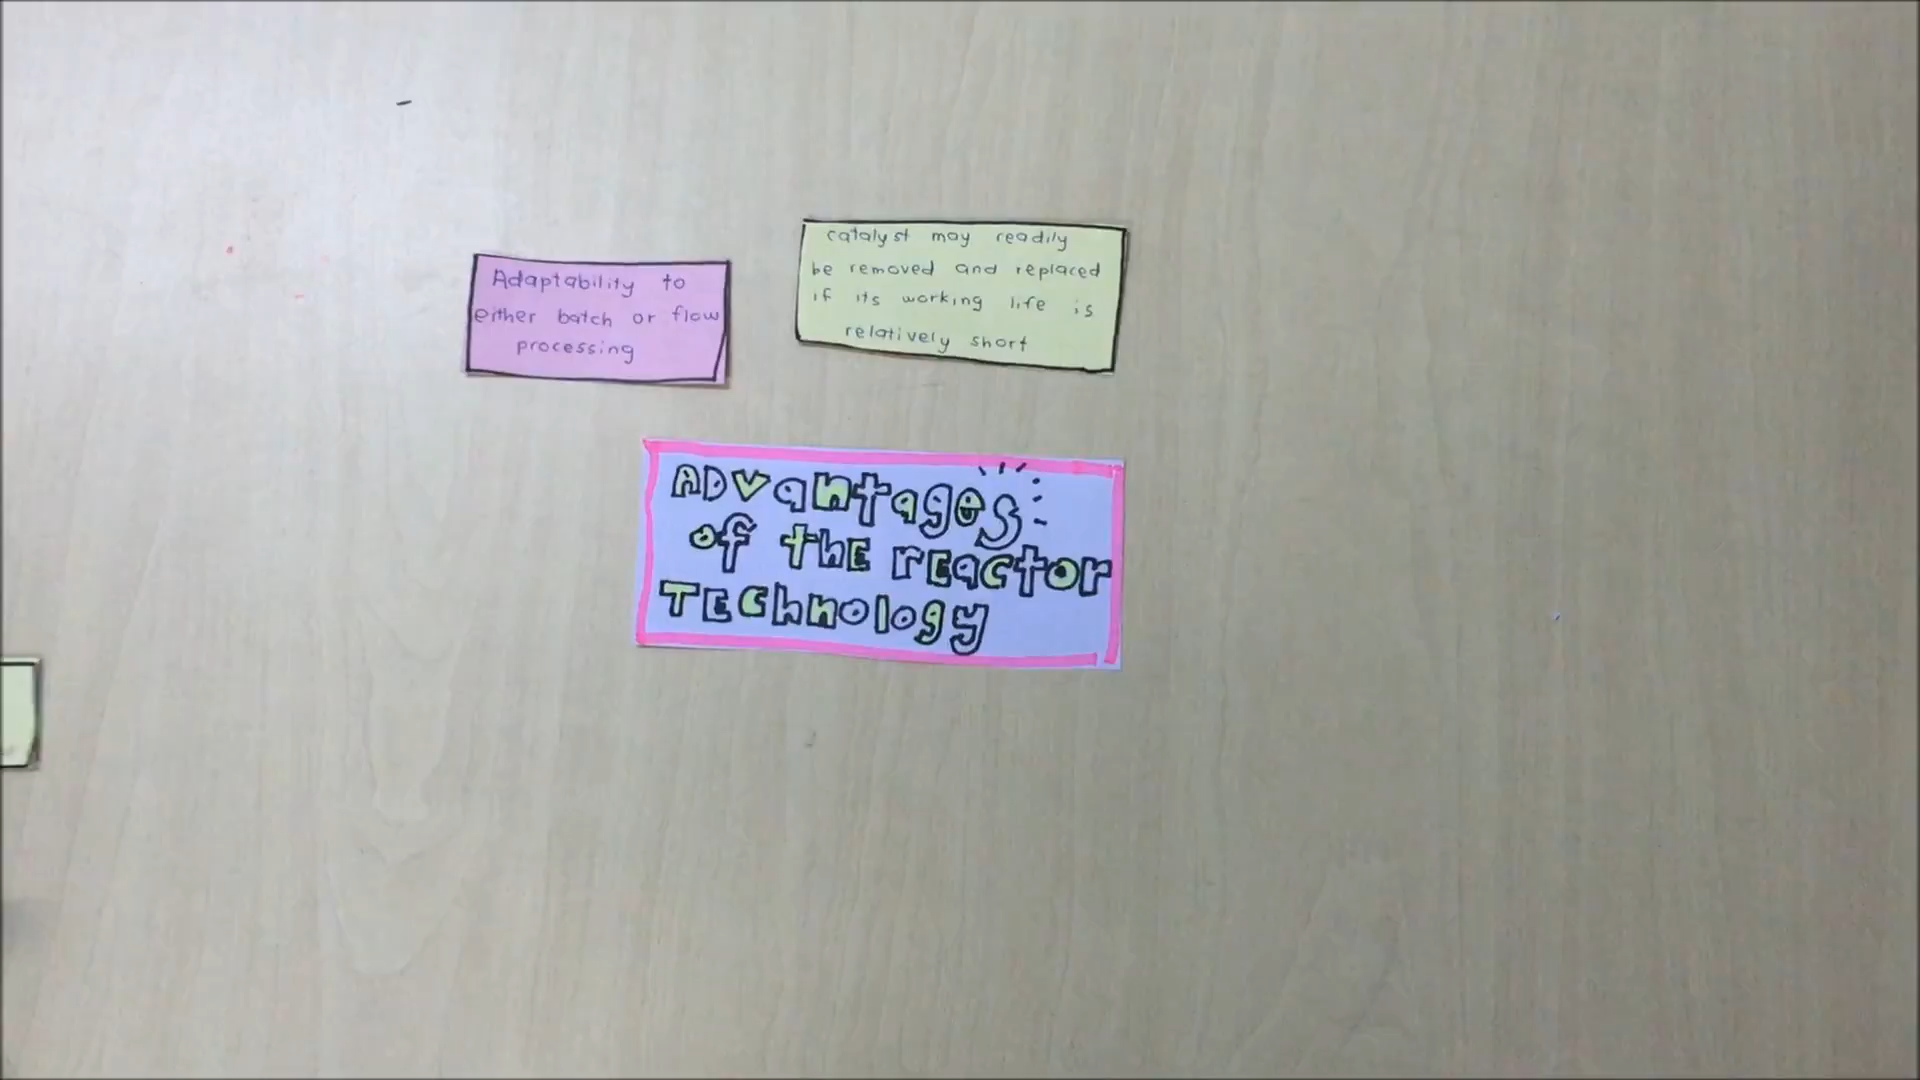 Adaptability to
either batch or flow
processing
catalyst may readily
be removed and replaced
if its working life is
relatively short
ADvantages
of the reactor
TEChnology